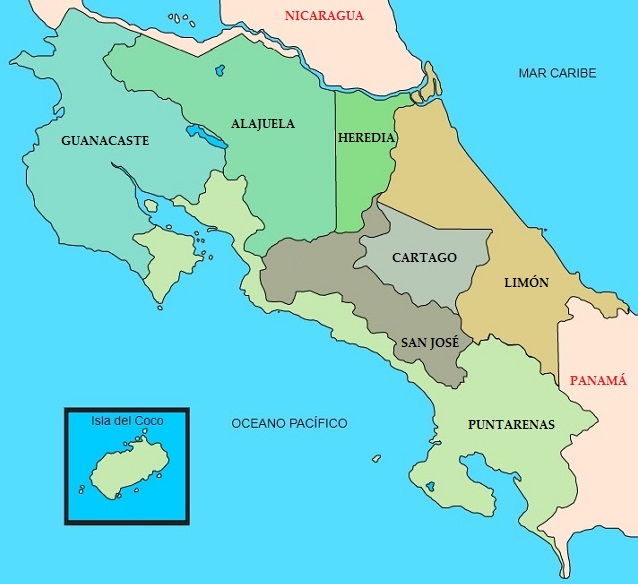 NICARAGUA
MAR CARIBE
ALAJUELA
HEREDIA
GUANACASTE
CARTAGO
LIMÓN
SAN JOSÉ
PANAMÁ
Isla del Coco
OCEANO PACÍFICO
PUNTARENAS